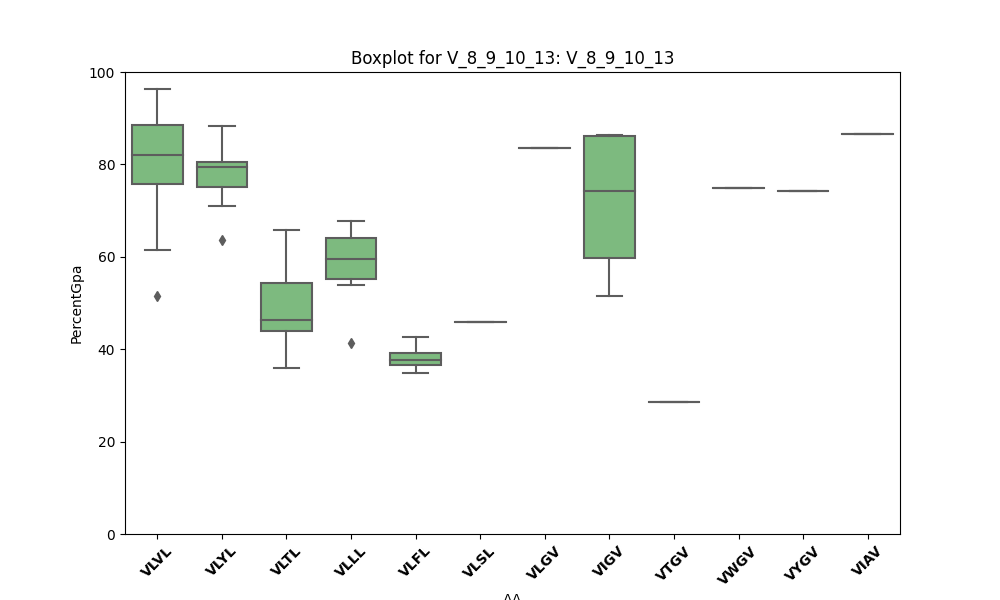 Boxplot for V_8_9_10_13: V_8_9_10_13
100
80
60
40
20
0
PercentGpa
VLVL
VLYL
VLTL
VLLL
VLFL
VLSL
VLGV
VIGV
VTGV
VWGV
VYGV
VIAV
AA